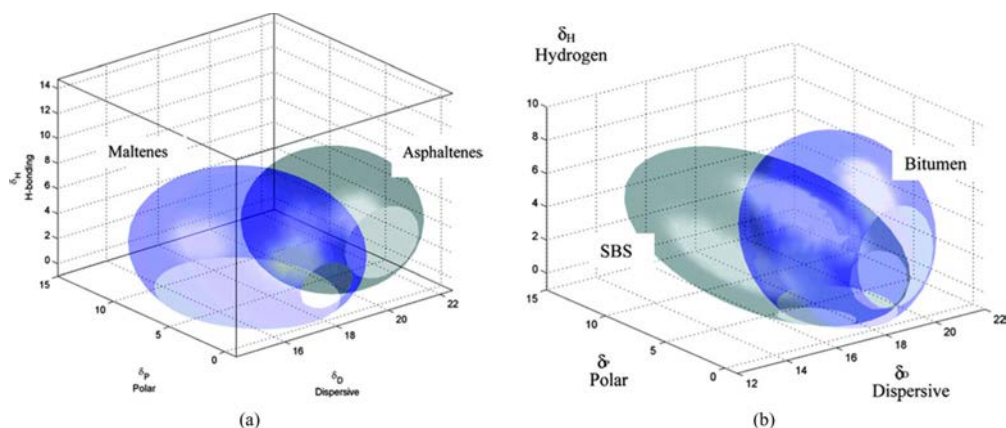 14
12
10
8
6
4
2
0
δH
H-bonding
Maltenes
Asphaltenes
15
10
5
0
δP
Polar
16
18
20
22
δD
Dispersive
(a)
δH
Hydrogen
10
8
6
4
2
0
SBS
Bitumen
15
10
5
0
δP
Polar
12
14
16
18
20
22
δD
Dispersive
(b)